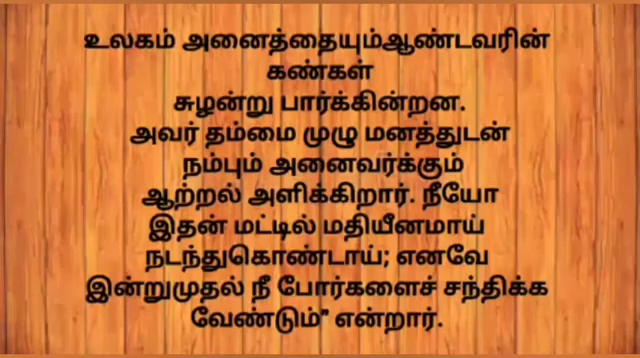 உலகம் அனைத்தையும்ஆண்டவரின்
கண்கள்
சுழன்று பார்க்கின்றன.
அவர் தம்மை முழு மனத்துடன்
நம்பும் அனைவர்க்கும்
ஆற்றல் அளிக்கிறார். நீயோ
இதன் மட்டில் மதியீனமாய்
நடந்துகொண்டாய்; எனவே
இன்றுமுதல் நீ போர்களைச் சந்திக்க
வேண்டும்” என்றார்.